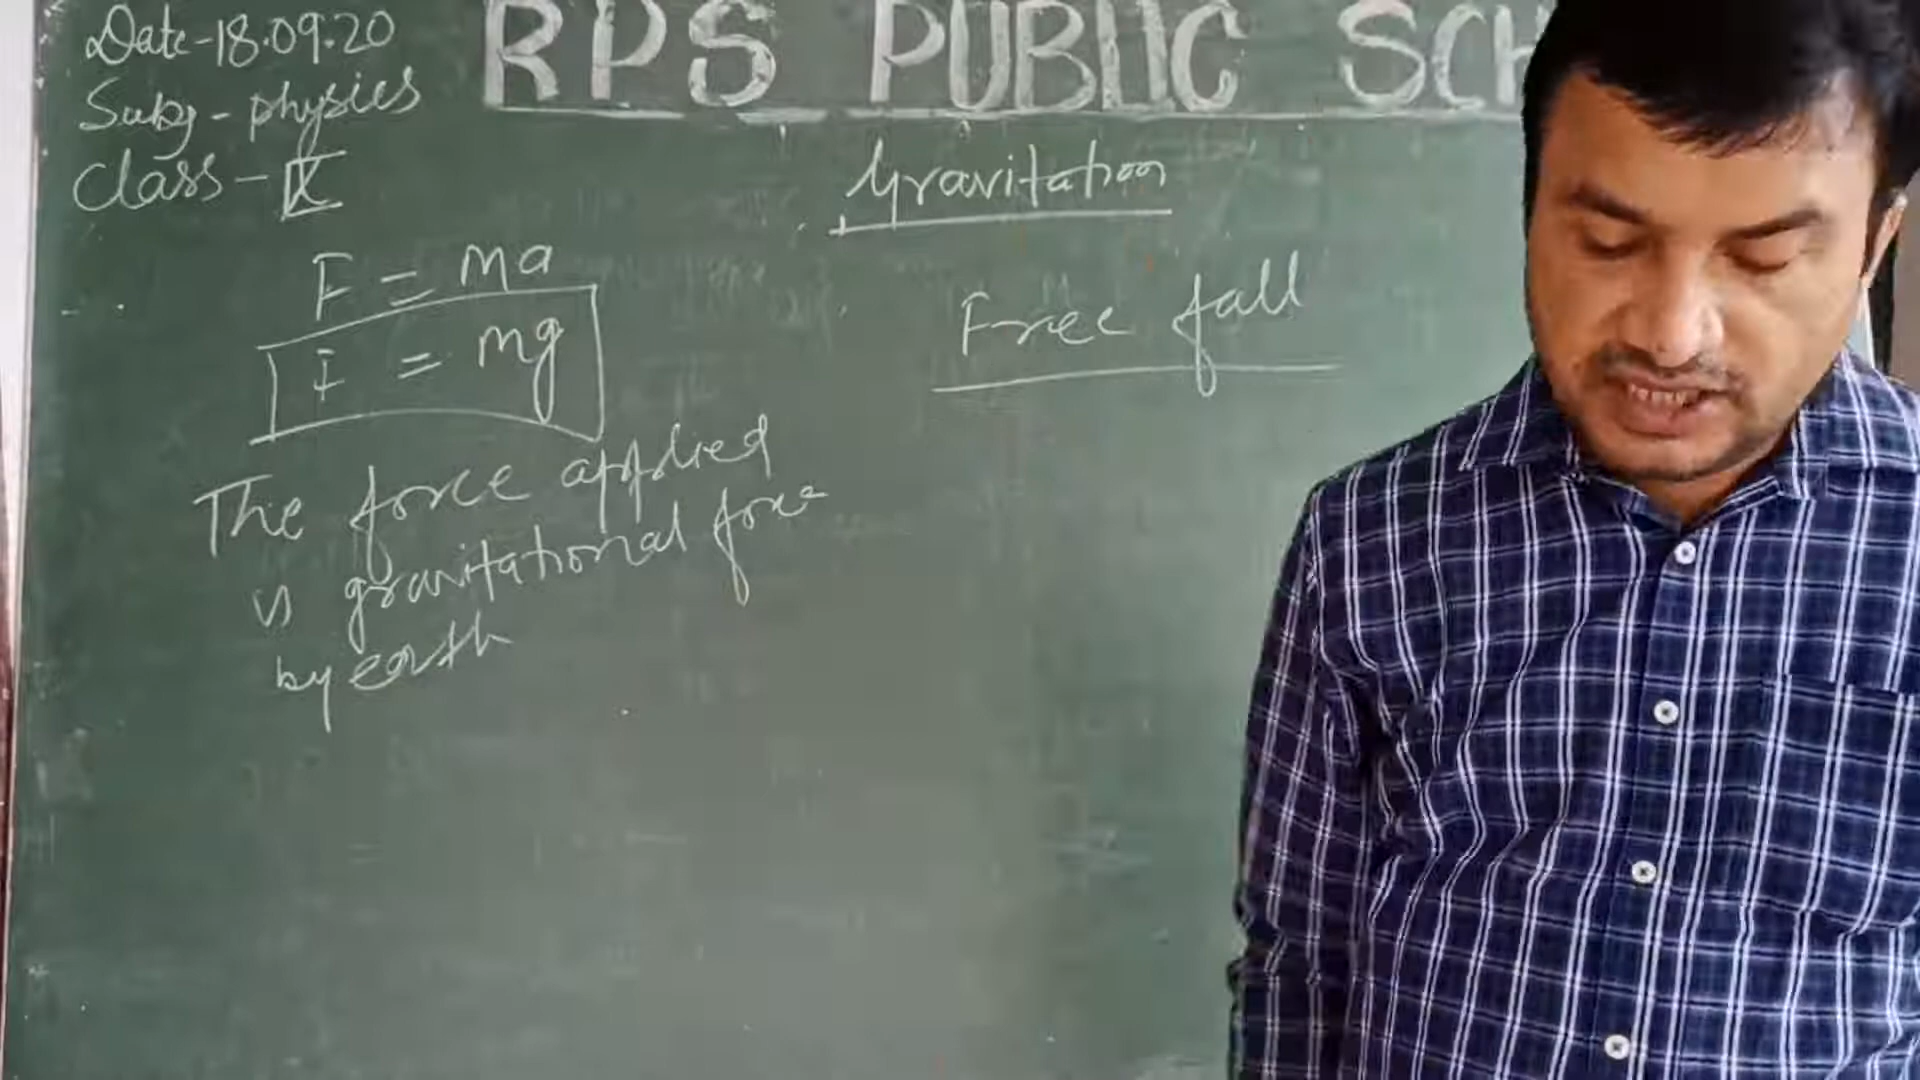 RPS PUBLIC SCH
Date-18.09.20
Subj - physics
Class - IX
Gravitation
F = ma
F = mg
Free fall
The force applied
is gravitational force
by earth